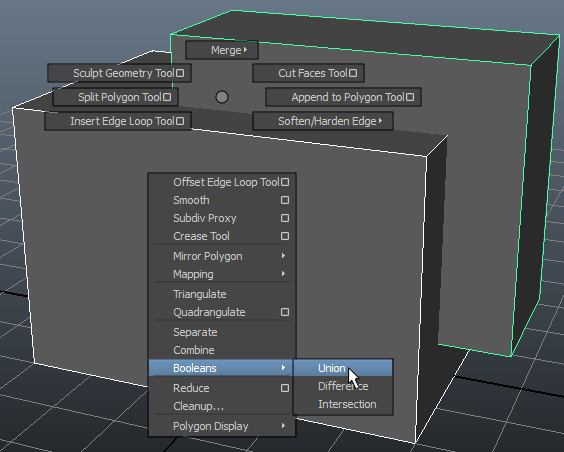 Merge
Sculpt Geometry Tool
Cut Faces Tool
Split Polygon Tool
Append to Polygon Tool
Insert Edge Loop Tool
Soften/Harden Edge
Offset Edge Loop Tool
Smooth
Subdiv Proxy
Crease Tool
Mirror Polygon
Mapping
Triangulate
Quadrangulate
Separate
Combine
Booleans
Union
Difference
Intersection
Reduce
Cleanup...
Polygon Display